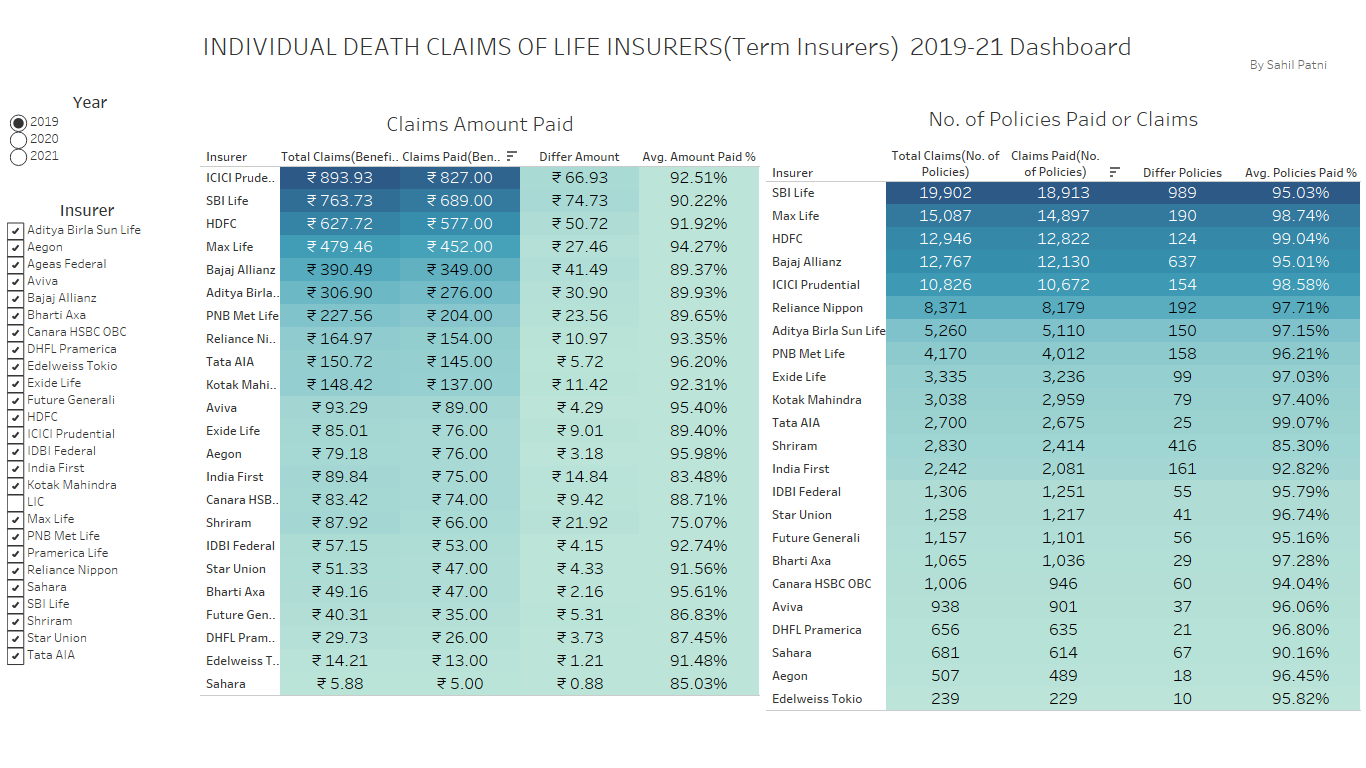 INDIVIDUAL DEATH CLAIMS OF LIFE INSURERS(Term Insurers) 2019-21 Dashboard
By Sahil Patni
Year
2019
2020
2021
Insurer
Aditya Birla Sun Life
Aegon
Ageas Federal
Aviva
Bajaj Allianz
Bharti Axa
Canara HSBC OBC
DHFL Pramerica
Edelweiss Tokio
Exide Life
Future Generali
HDFC
ICICI Prudential
IDBI Federal
India First
Kotak Mahindra
LIC
Max Life
PNB Met Life
Pramerica Life
Reliance Nippon
Sahara
SBI Life
Shriram
Star Union
Tata AIA
Claims Amount Paid
Insurer Total Claims(Benefi.. Claims Paid(Ben.. Differ Amount Avg. Amount Paid %
ICICI Prude.. ₹ 893.93 ₹ 827.00 ₹ 66.93 92.51%
SBI Life ₹ 763.73 ₹ 689.00 ₹ 74.73 90.22%
HDFC ₹ 627.72 ₹ 577.00 ₹ 50.72 91.92%
Max Life ₹ 479.46 ₹ 452.00 ₹ 27.46 94.27%
Bajaj Allianz ₹ 390.49 ₹ 349.00 ₹ 41.49 89.37%
Aditya Birla.. ₹ 306.90 ₹ 276.00 ₹ 30.90 89.93%
PNB Met Life ₹ 227.56 ₹ 204.00 ₹ 23.56 89.65%
Reliance Ni.. ₹ 164.97 ₹ 154.00 ₹ 10.97 93.35%
Tata AIA ₹ 150.72 ₹ 145.00 ₹ 5.72 96.20%
Kotak Mahi.. ₹ 148.42 ₹ 137.00 ₹ 11.42 92.31%
Aviva ₹ 93.29 ₹ 89.00 ₹ 4.29 95.40%
Exide Life ₹ 85.01 ₹ 76.00 ₹ 9.01 89.40%
Aegon ₹ 79.18 ₹ 76.00 ₹ 3.18 95.98%
India First ₹ 89.84 ₹ 75.00 ₹ 14.84 83.48%
Canara HSB.. ₹ 83.42 ₹ 74.00 ₹ 9.42 88.71%
Shriram ₹ 87.92 ₹ 66.00 ₹ 21.92 75.07%
IDBI Federal ₹ 57.15 ₹ 53.00 ₹ 4.15 92.74%
Star Union ₹ 51.33 ₹ 47.00 ₹ 4.33 91.56%
Bharti Axa ₹ 49.16 ₹ 47.00 ₹ 2.16 95.61%
Future Gen.. ₹ 40.31 ₹ 35.00 ₹ 5.31 86.83%
DHFL Pram.. ₹ 29.73 ₹ 26.00 ₹ 3.73 87.45%
Edelweiss T.. ₹ 14.21 ₹ 13.00 ₹ 1.21 91.48%
Sahara ₹ 5.88 ₹ 5.00 ₹ 0.88 85.03%
No. of Policies Paid or Claims
Total Claims(No. of Claims Paid(No.
Insurer Policies) of Policies) Differ Policies Avg. Policies Paid %
SBI Life 19,902 18,913 989 95.03%
Max Life 15,087 14,897 190 98.74%
HDFC 12,946 12,822 124 99.04%
Bajaj Allianz 12,767 12,130 637 95.01%
ICICI Prudential 10,826 10,672 154 98.58%
Reliance Nippon 8,371 8,179 192 97.71%
Aditya Birla Sun Life 5,260 5,110 150 97.15%
PNB Met Life 4,170 4,012 158 96.21%
Exide Life 3,335 3,236 99 97.03%
Kotak Mahindra 3,038 2,959 79 97.40%
Tata AIA 2,700 2,675 25 99.07%
Shriram 2,830 2,414 416 85.30%
India First 2,242 2,081 161 92.82%
IDBI Federal 1,306 1,251 55 95.79%
Star Union 1,258 1,217 41 96.74%
Future Generali 1,157 1,101 56 95.16%
Bharti Axa 1,065 1,036 29 97.28%
Canara HSBC OBC 1,006 946 60 94.04%
Aviva 938 901 37 96.06%
DHFL Pramerica 656 635 21 96.80%
Sahara 681 614 67 90.16%
Aegon 507 489 18 96.45%
Edelweiss Tokio 239 229 10 95.82%